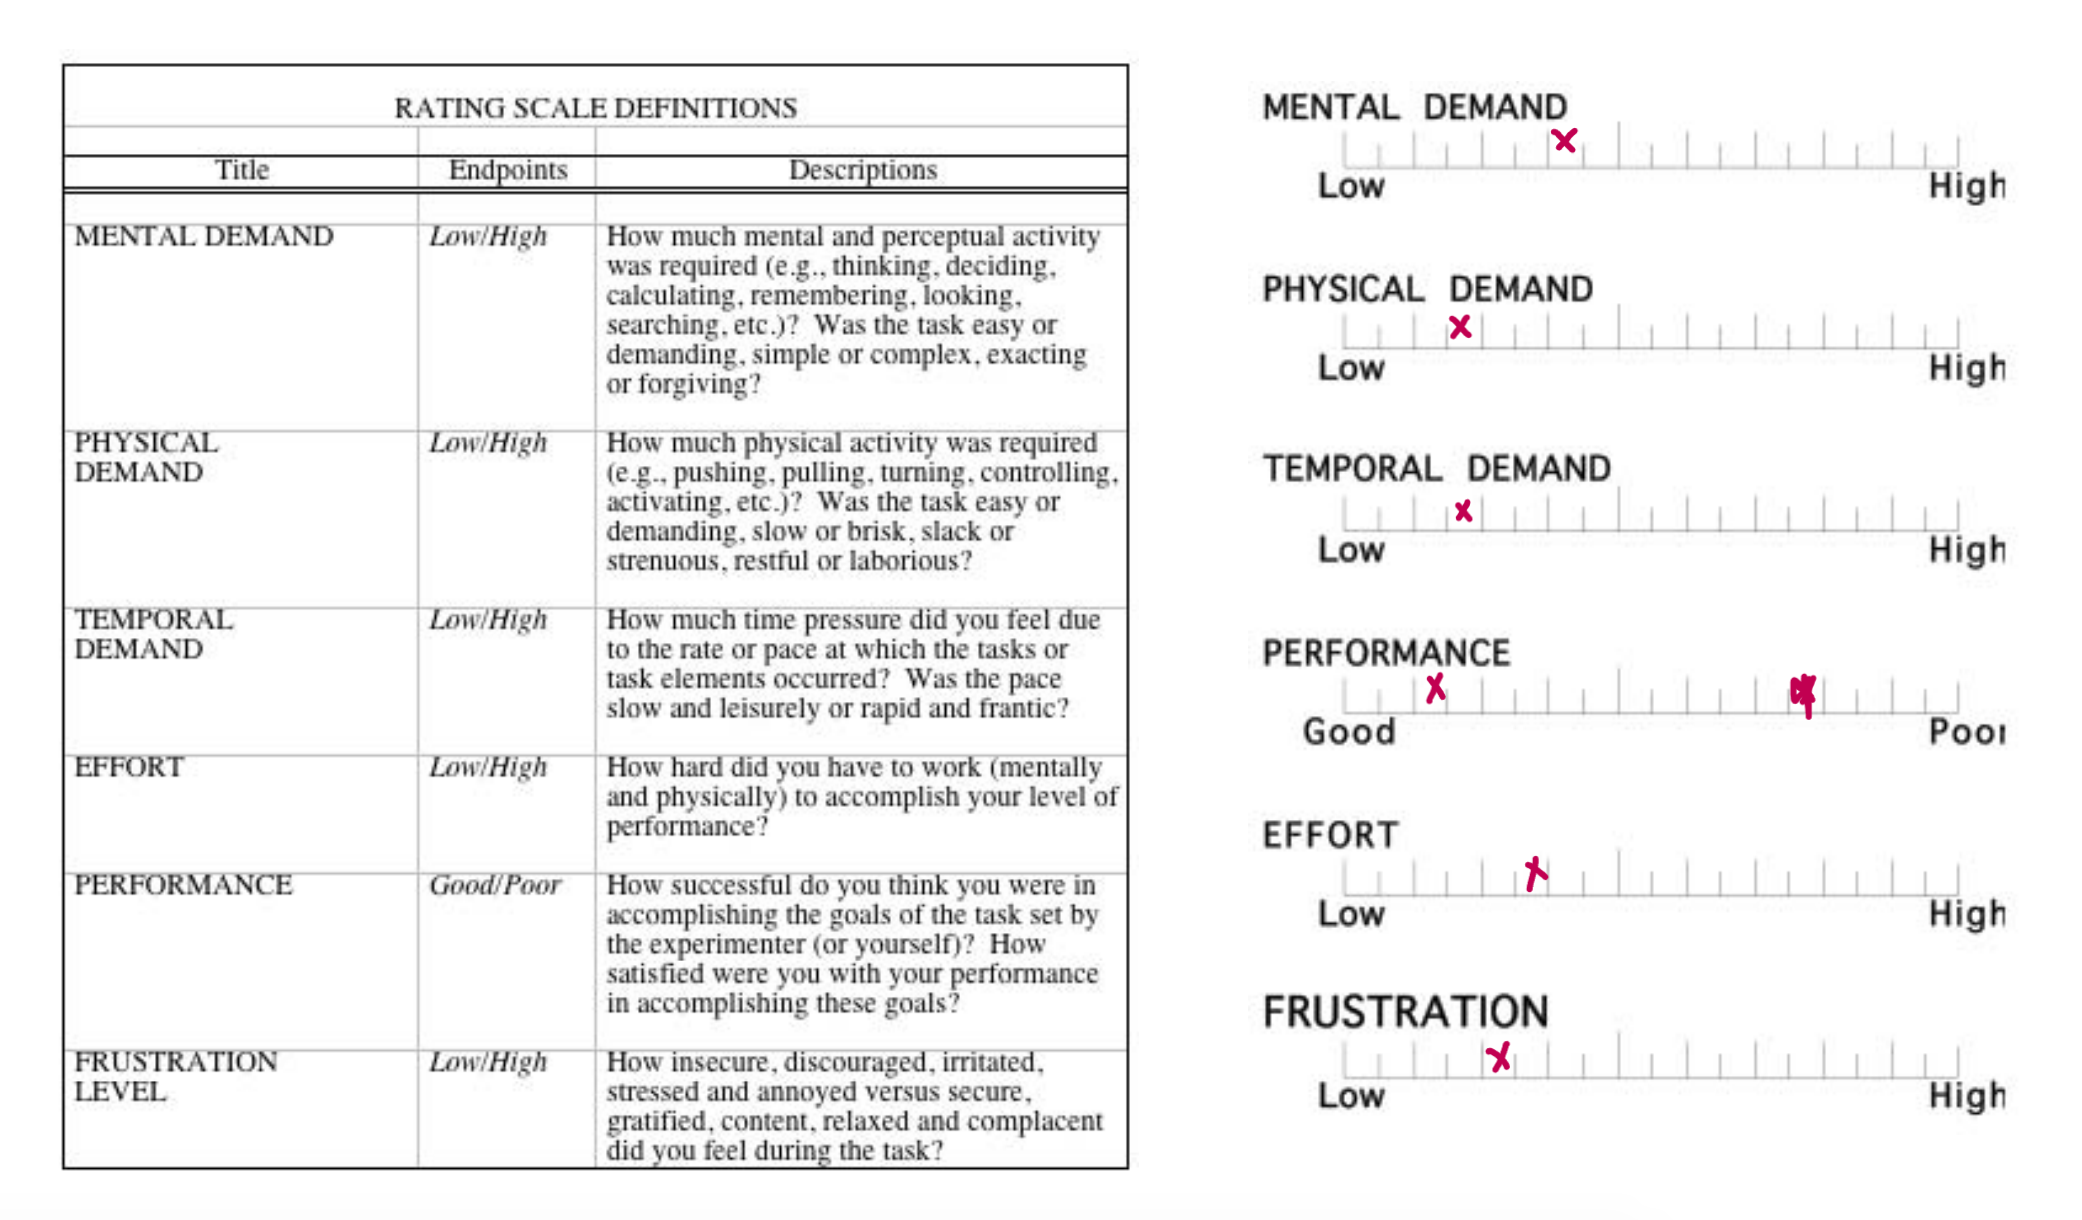 RATING SCALE DEFINITIONS
Title Endpoints Descriptions
MENTAL DEMAND Low/High How much mental and perceptual activity
was required (e.g., thinking, deciding,
calculating, remembering, looking,
searching, etc.)? Was the task easy or
demanding, simple or complex, exacting
or forgiving?
PHYSICAL Low/High How much physical activity was required
DEMAND (e.g., pushing, pulling, turning, controlling,
activating, etc.)? Was the task easy or
demanding, slow or brisk, slack or
strenuous, restful or laborious?
TEMPORAL Low/High How much time pressure did you feel due
DEMAND to the rate or pace at which the tasks or
task elements occurred? Was the pace
slow and leisurely or rapid and frantic?
EFFORT Low/High How hard did you have to work (mentally
and physically) to accomplish your level of
performance?
PERFORMANCE Good/Poor How successful do you think you were in
accomplishing the goals of the task set by
the experimenter (or yourself)? How
satisfied were you with your performance
in accomplishing these goals?
FRUSTRATION Low/High How insecure, discouraged, irritated,
LEVEL stressed and annoyed versus secure,
gratified, content, relaxed and complacent
did you feel during the task?
MENTAL DEMAND
Low High
PHYSICAL DEMAND
Low High
TEMPORAL DEMAND
Low High
PERFORMANCE
Good Poor
EFFORT
Low High
FRUSTRATION
Low High